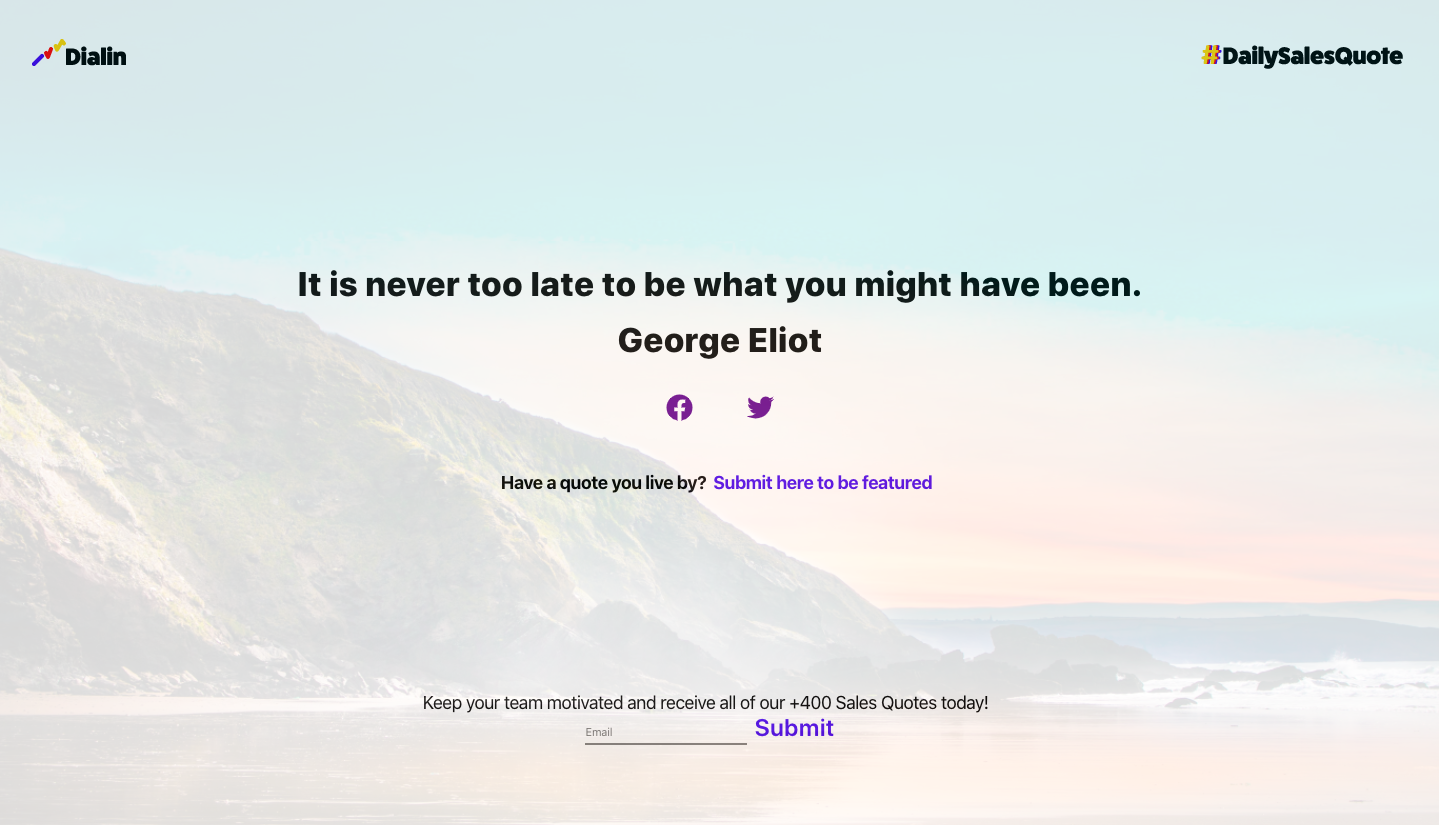 Dialin
#DailySalesQuote
It is never too late to be what you might have been.
George Eliot
Have a quote you live by? Submit here to be featured
Keep your team motivated and receive all of our +400 Sales Quotes today!
Email
Submit